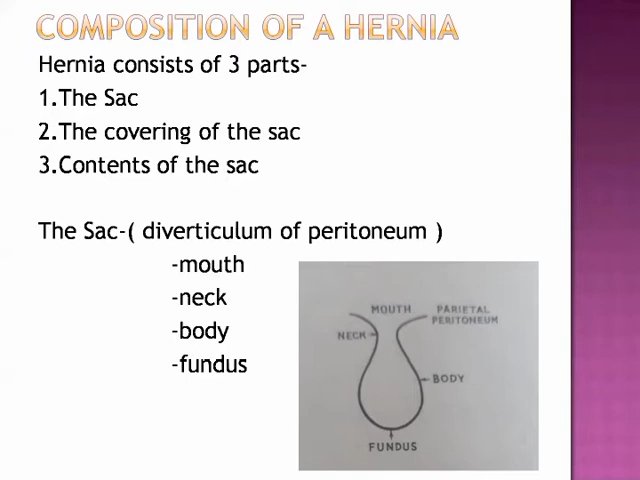 COMPOSITION OF A HERNIA
Hernia consists of 3 parts-
1.The Sac
2.The covering of the sac
3.Contents of the sac
The Sac-( diverticulum of peritoneum )
-mouth
-neck
-body
-fundus
MOUTH
PARIETAL
PERITONEUM
NECK
BODY
FUNDUS